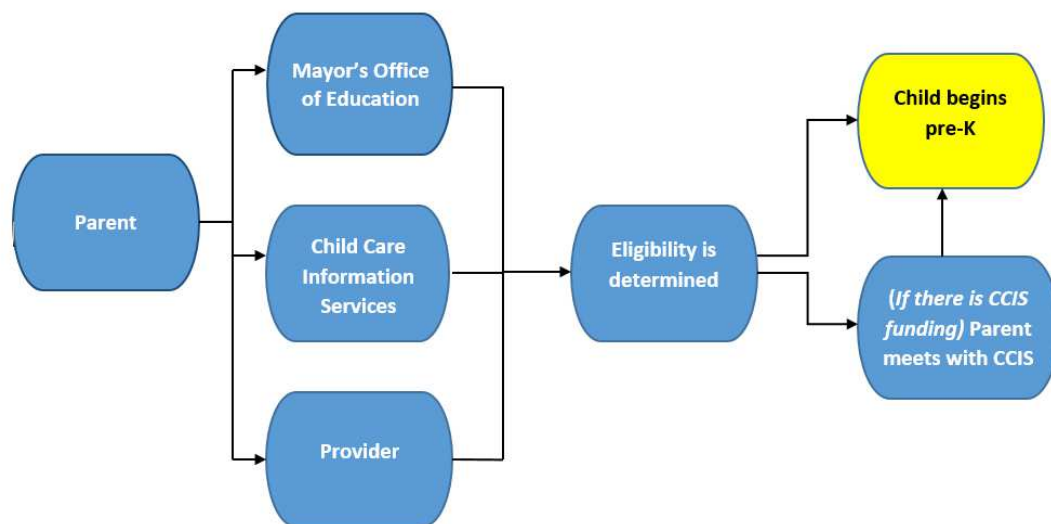 Parent
Mayor's Office
of Education
Child Care
Information
Services
Provider
Eligibility is
determined
Child begins
pre-K
(If there is CCIS
funding) Parent
meets with CCIS